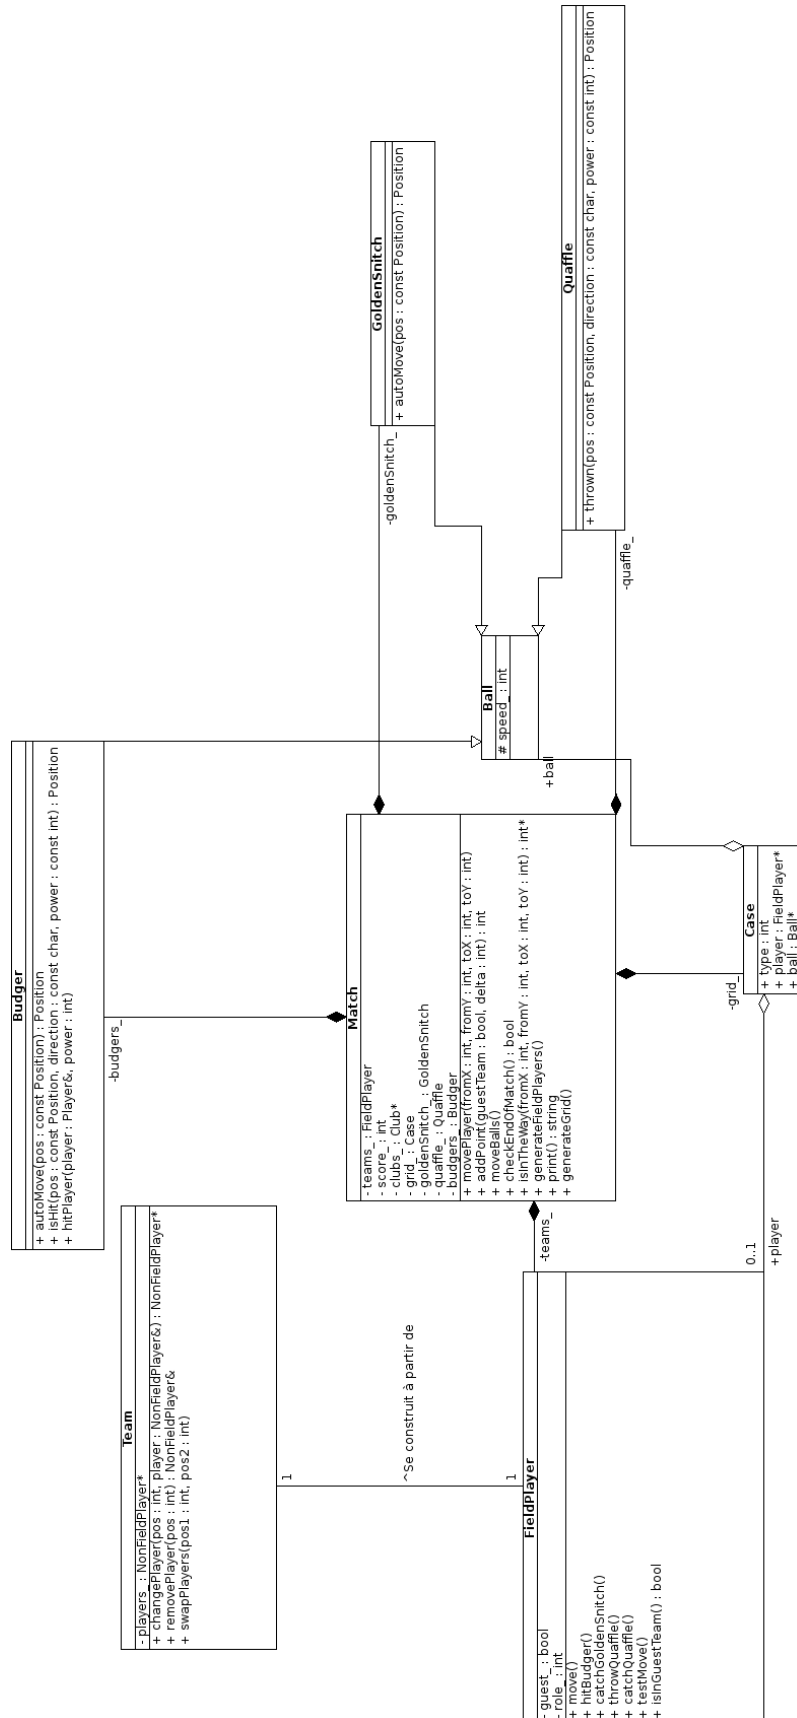 Budger
+ autoMove(pos : const Position) : Position
+ isHit(pos : const Position, direction : const char, power : const int) : Position
+ hitPlayer(player : Player&, power : int)
-budgers_
Team
- players_ : NonFieldPlayer*
+ changePlayer(pos : int, player : NonFieldPlayer&) : NonFieldPlayer*
+ removePlayer(pos : int) : NonFieldPlayer&
+ swapPlayers(pos1 : int, pos2 : int)
1
^Se construit à partir de
1
GoldenSnitch
+ autoMove(pos : const Position) : Position
-goldenSnitch_
Match
- teams_ : FieldPlayer
- score_ : int
- clubs_ : Club*
- grid_ : Case
- goldenSnitch_ : GoldenSnitch
- quaffle_ : Quaffle
- budgers_ : Budger
+ movePlayer(fromX : int, fromY : int, toX : int, toY : int)
+ addPoint(guestTeam : bool, delta : int) : int
+ moveBalls()
+ checkEndOfMatch() : bool
+ isInTheWay(fromX : int, fromY : int, toX : int, toY : int) : int*
+ generateFieldPlayers()
+ print() : string
+ generateGrid()
Ball
# speed_ : int
+ball
Quaffle
+ thrown(pos : const Position, direction : const char, power : const int) : Position
-quaffle_
FieldPlayer
- guest_ : bool
- role_ : int
+ move()
+ hitBudger()
+ catchGoldenSnitch()
+ throwQuaffle()
+ catchQuaffle()
+ testMove()
+ isInGuestTeam() : bool
-teams_
-grid_
0..1
+player
Case
+ type : int
+ player : FieldPlayer*
+ ball : Ball*